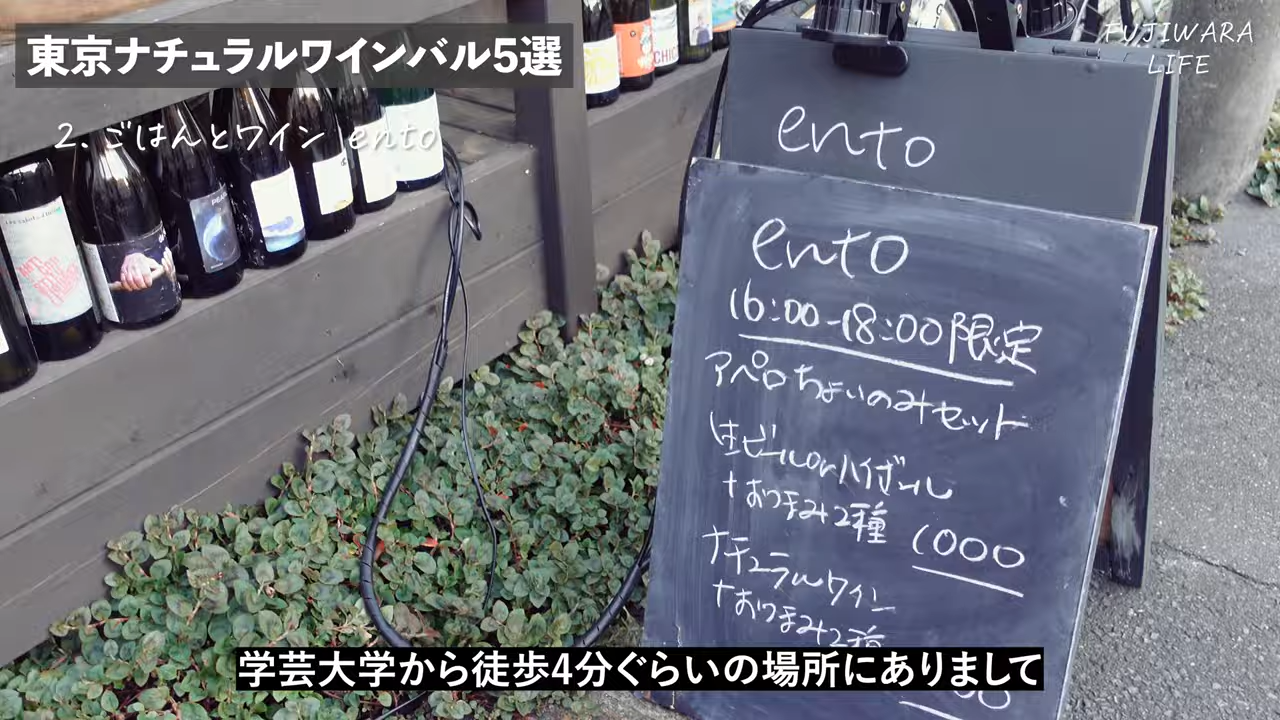 東京ナチュラルワインバル5選
FUJIWARA
LIFE
2. ごはんとワイン ento
ento
ento
16:00-18:00限定
アペロちょいのみセット
生ビールorハイボール
+おつまみ2種 1000
ナチュラルワイン
+おつまみ2種
学芸大学から徒歩4分ぐらいの場所にありまして